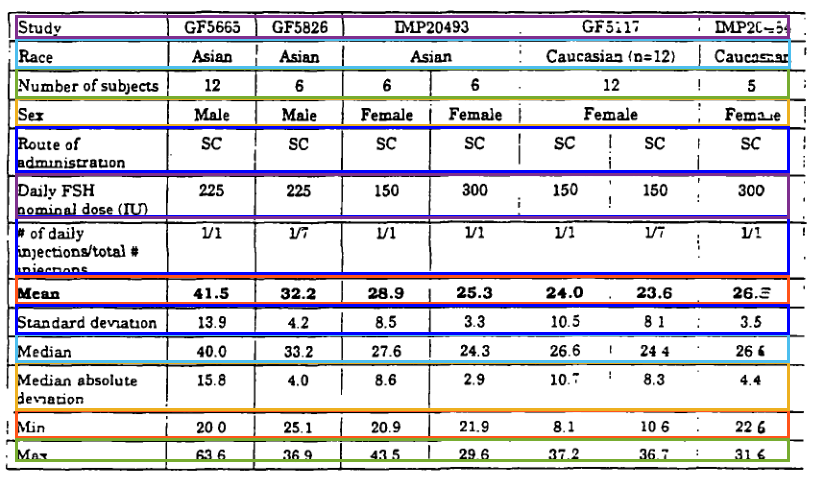 Study GF5665 GF5826 IMP20493 GF5117
Race Asian Asian Asian Caucasian (n=12) Caucasian
Number of subjects 12 6 6 6 12 5
Sex Male Male Female Female Female Female
Route of SC SC SC SC SC SC SC
administration
Daily FSH 225 225 150 300 150 150 300
nominal dose (IU)
# of daily 1/1 1/7 1/1 1/1 1/1 1/7 1/1
injections/total #
injections
Mean 41.5 32.2 28.9 25.3 24.0 23.6
Standard deviation 13.9 4.2 8.5 3.3 10.5 8 1 3.5
Median 40.0 33.2 27.6 24.3 26.6 24 4 26 6
Median absolute 15.8 4.0 8.6 2.9 10.7 8.3 4.4
deviation
Min 20 0 25.1 20.9 21.9 8.1 10 6 22 6
Max 63 6 36.9 43.5 29.6 37.2 36.7 31 6